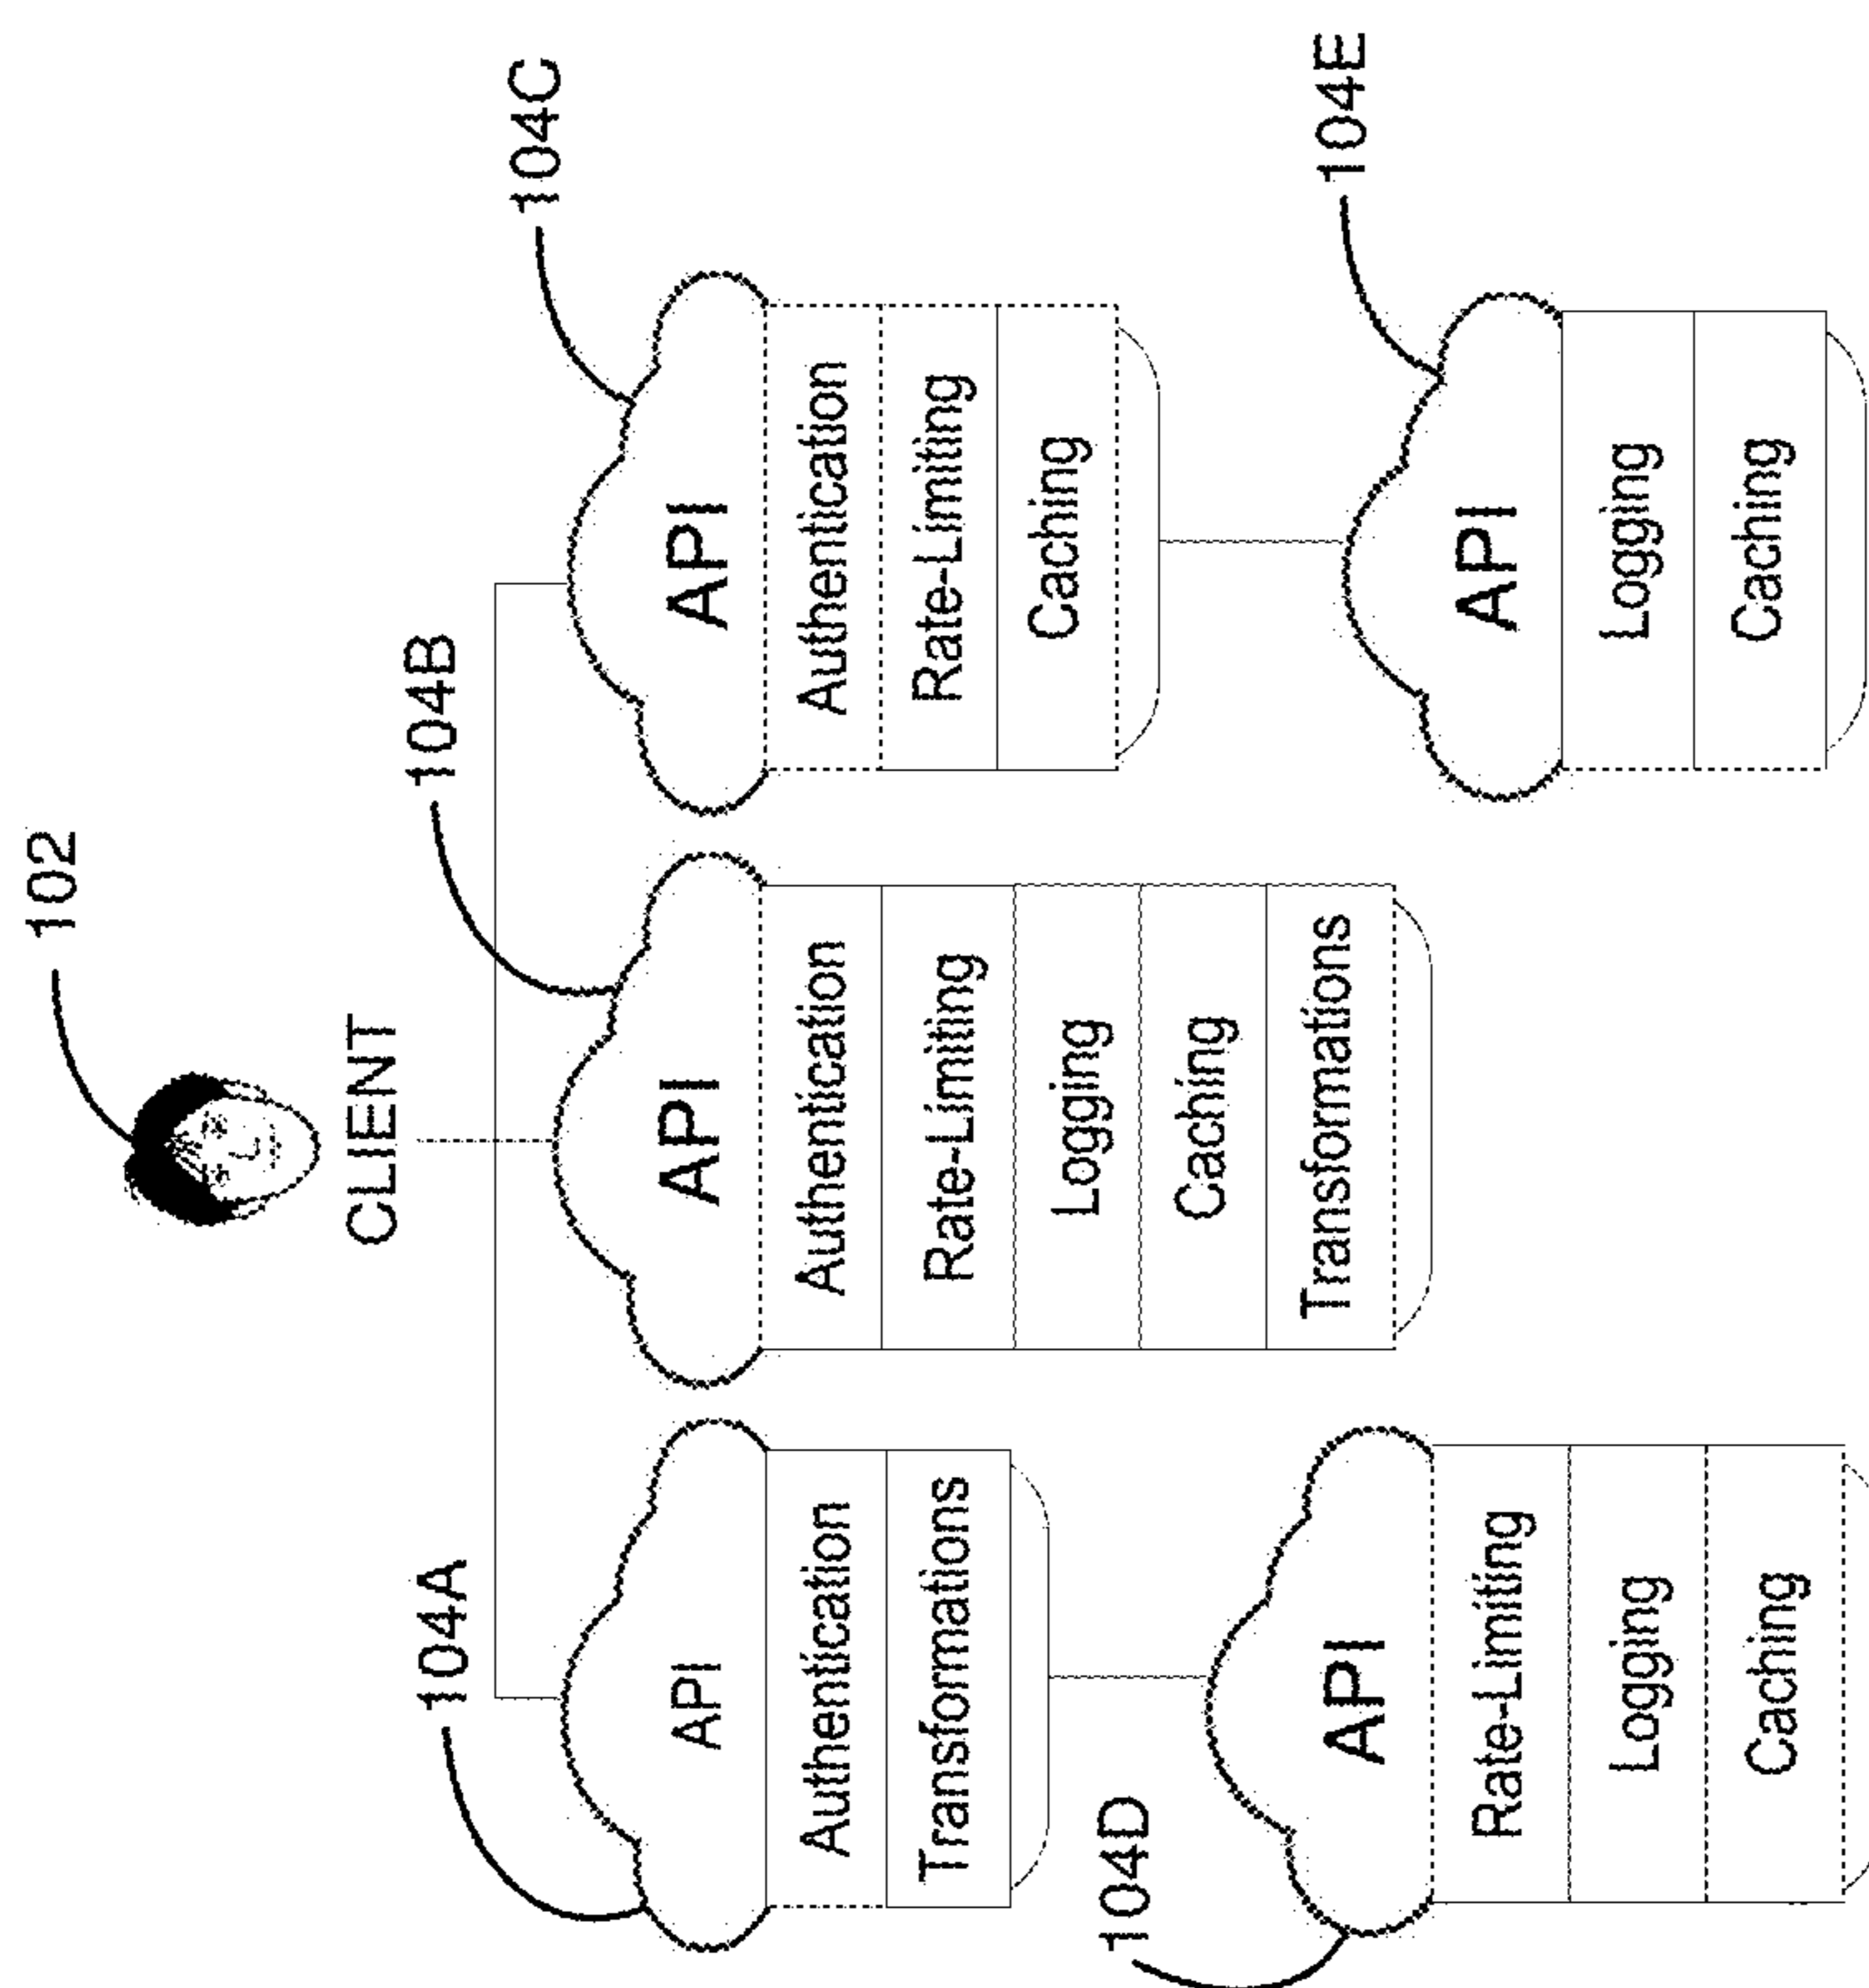 102
CLIENT
104A
API
Authentication
Transformations
104B
API
Authentication
Rate-Limiting
Logging
Caching
Transformations
104C
API
Authentication
Rate-Limiting
Caching
104D
API
Rate-Limiting
Logging
Caching
104E
API
Logging
Caching